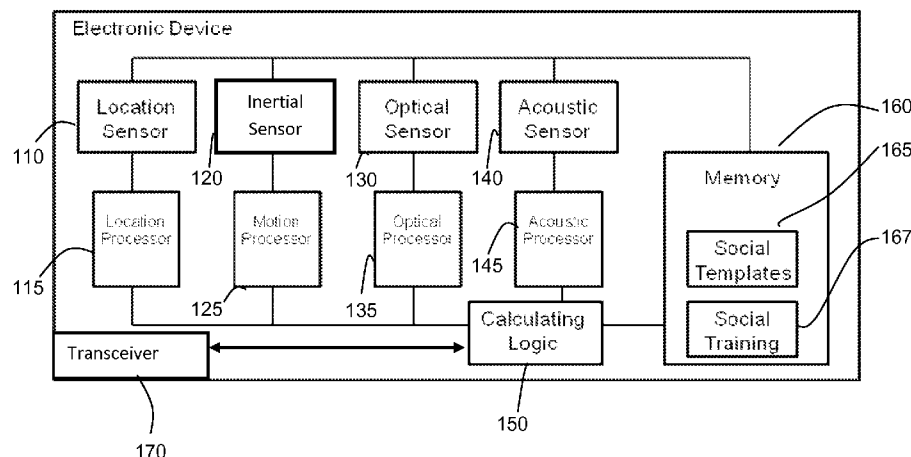 Electronic Device
Location
Sensor
Inertial
Sensor
Optical
Sensor
Acoustic
Sensor
110
120
130
140
160
165
Memory
Location
Processor
Motion
Processor
Optical
Processor
Acoustic
Processor
145
167
Social
Templates
115
125
135
Calculating
Logic
Social
Training
Transceiver
150
170